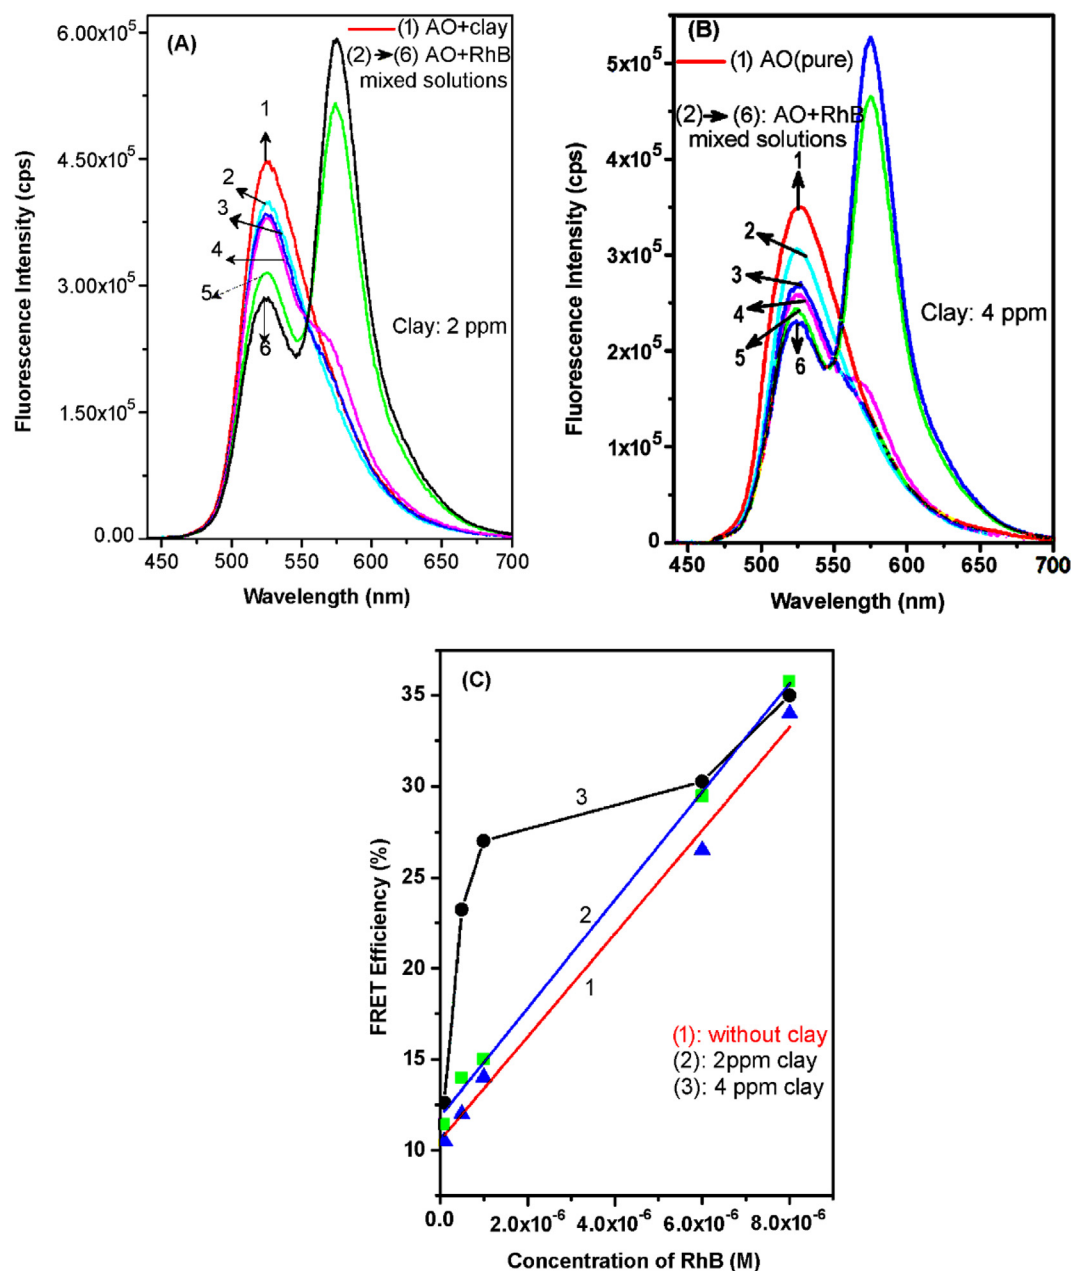 (A)
(1) AO+clay
(2)➔(6) AO+RhB
mixed solutions
6.00x10⁵
4.50x10⁵
3.00x10⁵
1.50x10⁵
0.00
Fluorescence Intensity (cps)
1
2
3
4
5
6
Clay: 2 ppm
450 500 550 600 650 700
Wavelength (nm)
(B)
(1) AO(pure)
(2)➔ (6): AO+RhB
mixed solutions
5x10⁵
4x10⁵
3x10⁵
2x10⁵
1x10⁵
0
Fluorescence Intensity (cps)
1
2
3
4
5
6
Clay: 4 ppm
450 500 550 600 650 700
Wavelength (nm)
(C)
35
30
25
20
15
10
FRET Efficiency (%)
3
2
1
(1): without clay
(2): 2ppm clay
(3): 4 ppm clay
0.0 2.0x10⁻⁶ 4.0x10⁻⁶ 6.0x10⁻⁶ 8.0x10⁻⁶
Concentration of RhB (M)